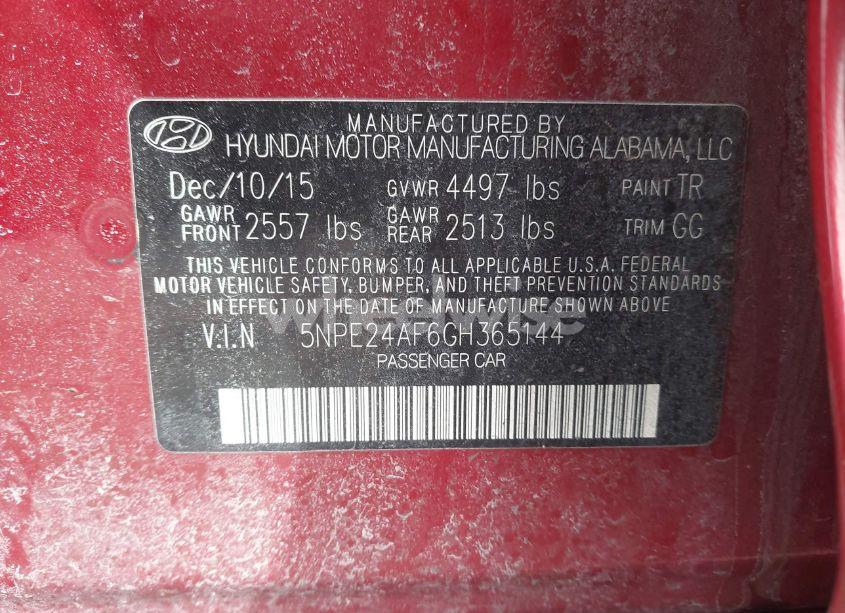 MANUFACTURED BY
HYUNDAI MOTOR MANUFACTURING ALABAMA, LLC
Dec/10/15 GVWR 4497 lbs PAINT TR
GAWR FRONT 2557 lbs GAWR REAR 2513 lbs TRIM GG
THIS VEHICLE CONFORMS TO ALL APPLICABLE U.S.A. FEDERAL
MOTOR VEHICLE SAFETY, BUMPER, AND THEFT PREVENTION STANDARDS
IN EFFECT ON THE DATE OF MANUFACTURE SHOWN ABOVE
wheelwise
V.I.N 5NPE24AF6GH365144
PASSENGER CAR